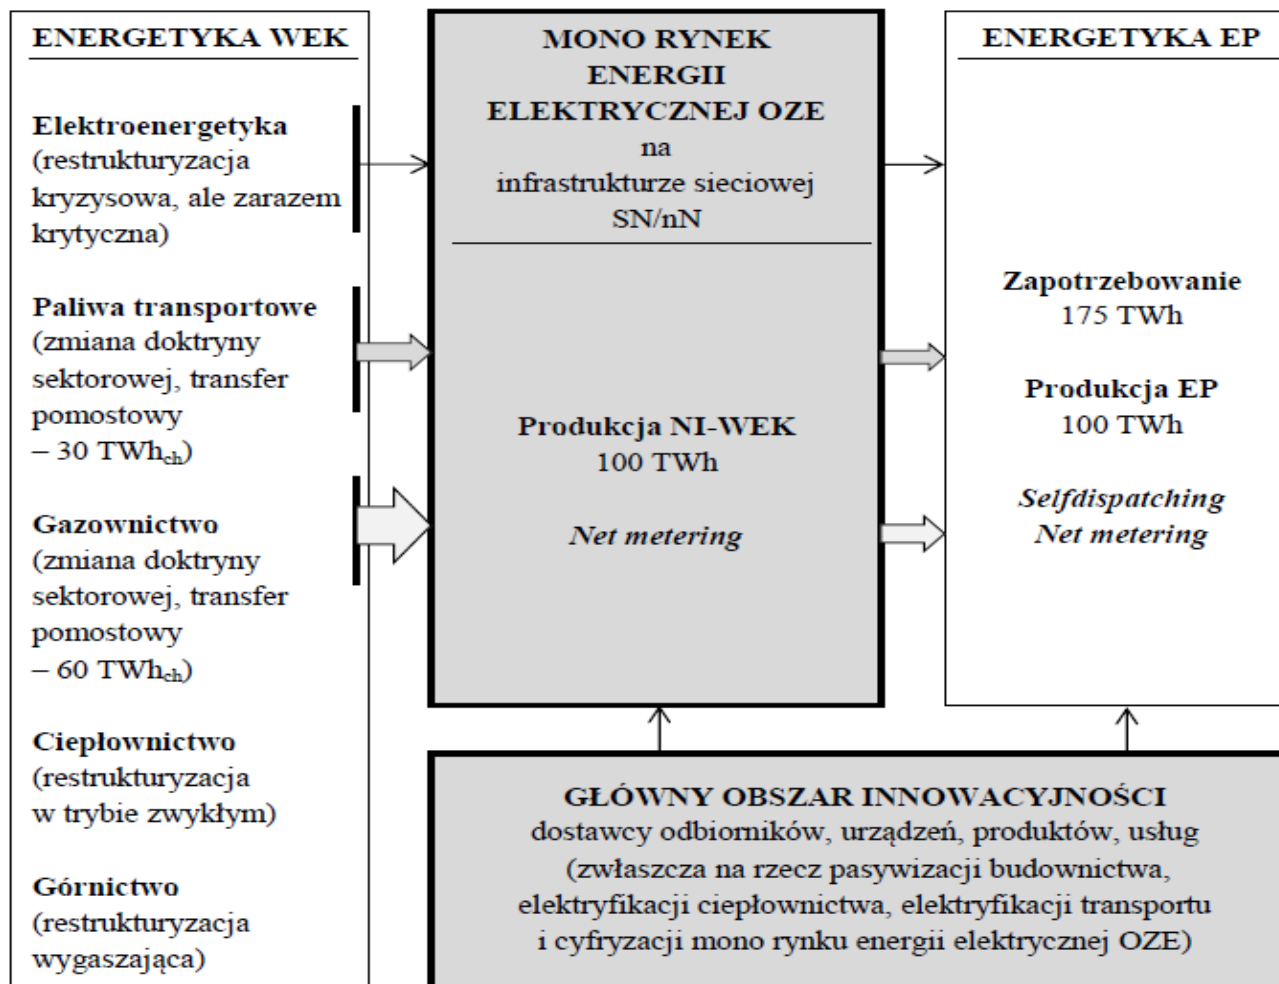 ENERGETYKA WEK
Elektroenergetyka
(restrukturyzacja
kryzysowa, ale zarazem
krytyczna)
Paliwa transportowe
(zmiana doktryny
sektorowej, transfer
pomostowy
– 30 TWhch)
Gazownictwo
(zmiana doktryny
sektorowej, transfer
pomostowy
– 60 TWhch)
Ciepłownictwo
(restrukturyzacja
w trybie zwykłym)
Górnictwo
(restrukturyzacja
wygaszająca)
MONO RYNEK
ENERGII
ELEKTRYCZNEJ OZE
na
infrastrukturze sieciowej
SN/nN
Produkcja NI-WEK
100 TWh
Net metering
ENERGETYKA EP
Zapotrzebowanie
175 TWh
Produkcja EP
100 TWh
Selfdispatching
Net metering
GŁÓWNY OBSZAR INNOWACYJNOŚCI
dostawcy odbiorników, urządzeń, produktów, usług
(zwłaszcza na rzecz pasywizacji budownictwa,
elektryfikacji ciepłownictwa, elektryfikacji transportu
i cyfryzacji mono rynku energii elektrycznej OZE)